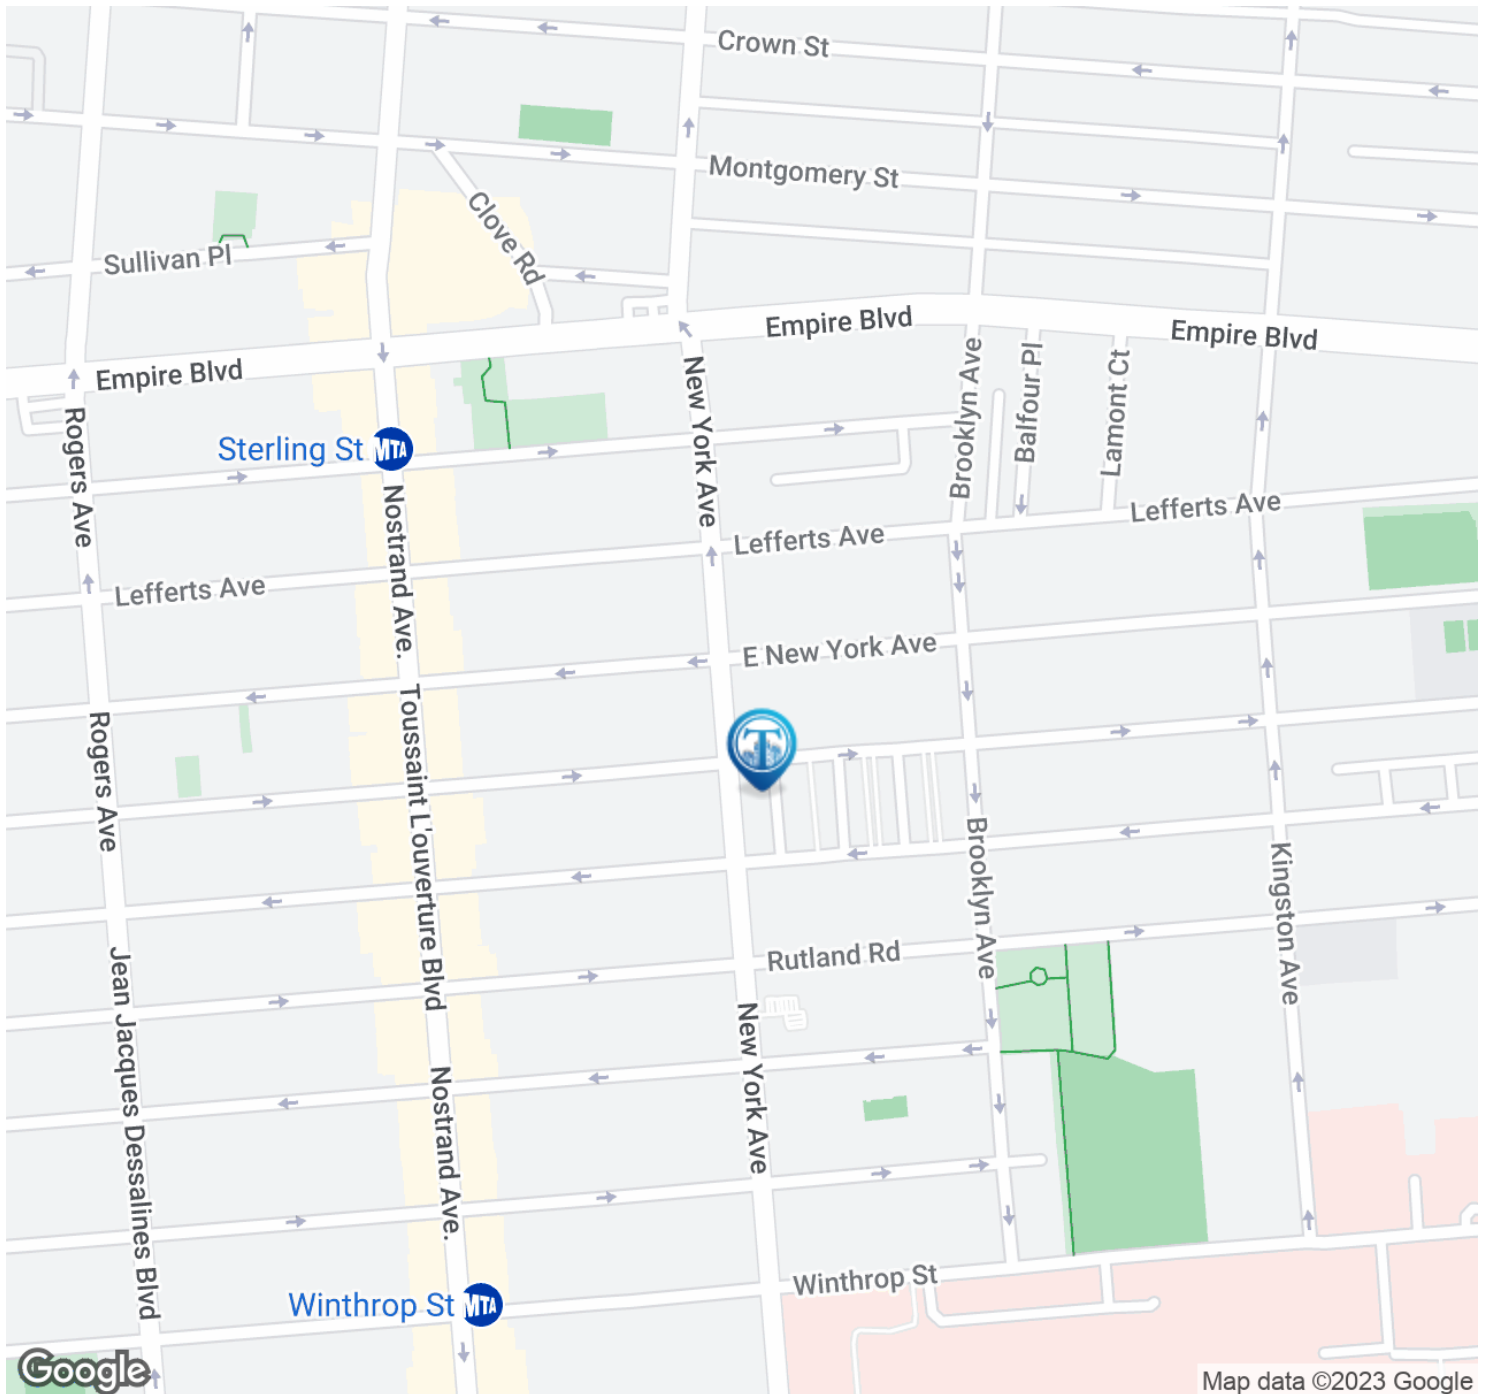 Crown St
Montgomery St
Clove Rd
Sullivan Pl
Empire Blvd
Empire Blvd
Empire Blvd
Rogers Ave
Sterling St
MTA
New York Ave
Brooklyn Ave
Balfour Pl
Lamont Ct
Nostrand Ave.
Lefferts Ave
Lefferts Ave
Lefferts Ave
E New York Ave
Rogers Ave
Toussaint L'ouverture Blvd
T
Brooklyn Ave
Kingston Ave
Rutland Rd
Jean Jacques Dessalines Blvd
New York Ave
Nostrand Ave.
Winthrop St
Winthrop St
MTA
Google
Map data ©2023 Google